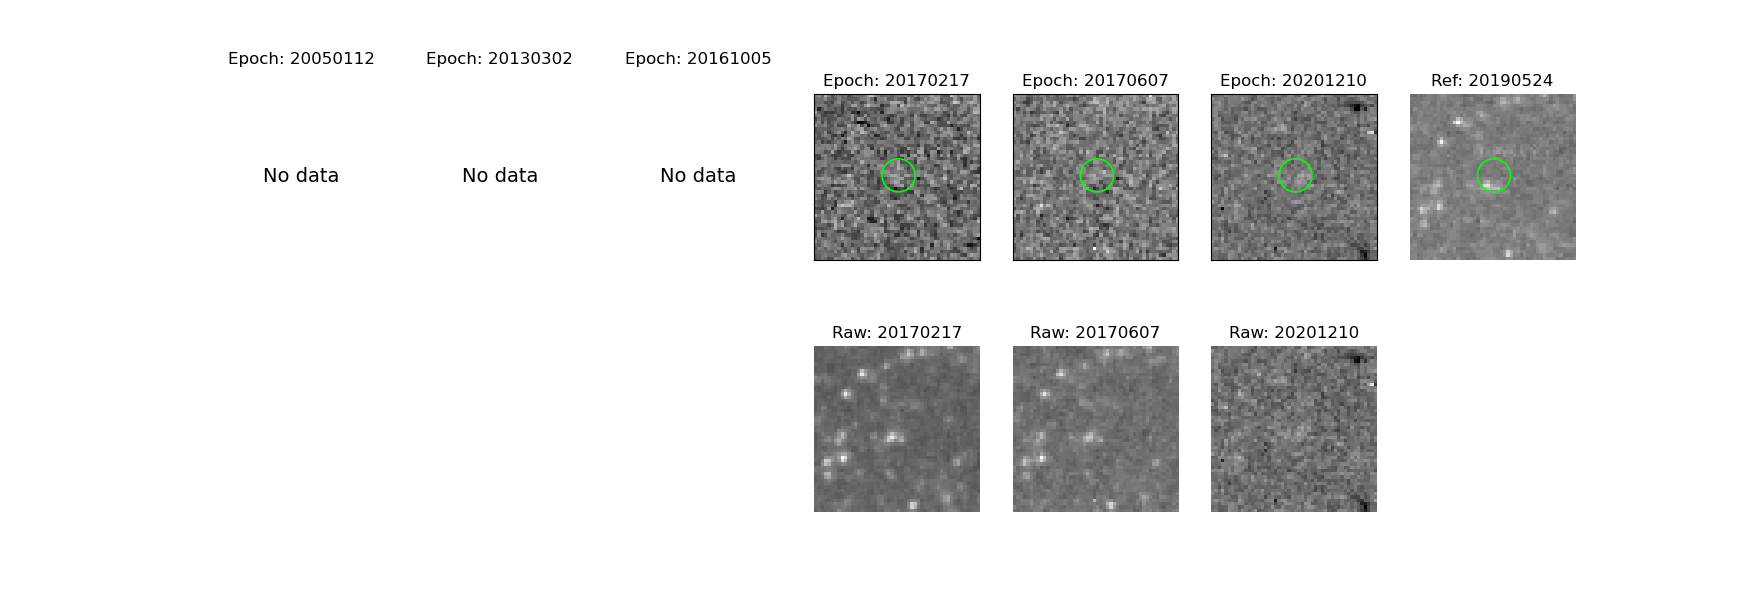 Epoch: 20050112
Epoch: 20130302
Epoch: 20161005
Epoch: 20170217
Epoch: 20170607
Epoch: 20201210
Ref: 20190524
No data
No data
No data
Raw: 20170217
Raw: 20170607
Raw: 20201210